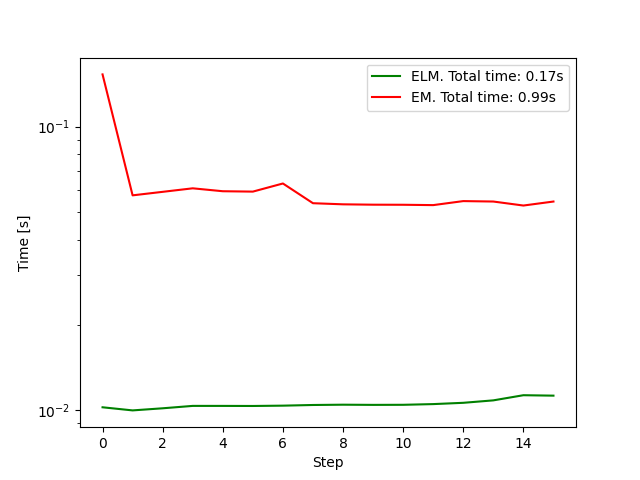 ELM. Total time: 0.17s
EM. Total time: 0.99s
10⁻¹
10⁻²
Time [s]
0 2 4 6 8 10 12 14
Step